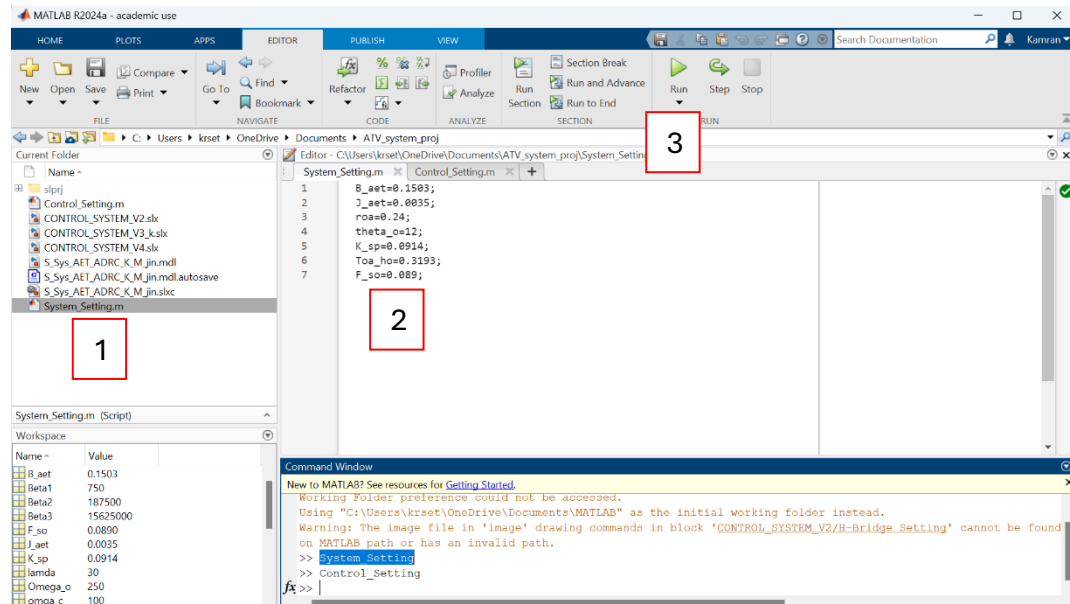 MATLAB R2024a - academic use
HOME PLOTS APPS EDITOR PUBLISH VIEW Search Documentation Kamran
New Open Save Compare Print Go To Find Bookmark Refactor Profiler Analyze Run Section Section Break Run and Advance Run to End Run Step Stop
FILE NAVIGATE CODE ANALYZE SECTION RUN
C: Users krset OneDrive Documents ATV_system_proj
Current Folder
Name
slprj
Control_Setting.m
CONTROL_SYSTEM_V2.slx
CONTROL_SYSTEM_V3_k.slx
CONTROL_SYSTEM_V4.slx
S_Sys_AET_ADRC_K_M_jin.mdl
S_Sys_AET_ADRC_K_M_jin.mdl.autosave
S_Sys_AET_ADRC_K_M_jin.slxc
System_Setting.m
1
System_Setting.m (Script)
Workspace
Name Value
B_aet 0.1503
Beta1 750
Beta2 187500
Beta3 15625000
F_so 0.0890
J_aet 0.0035
K_sp 0.0914
lamda 30
Omega_o 250
omga_c 100
Editor - C:\Users\krset\OneDrive\Documents\ATV_system_proj\System_Setting
3
System_Setting.m Control_Setting.m
1 B_aet=0.1503;
2 J_aet=0.0035;
3 roa=0.24;
4 theta_o=12;
5 K_sp=0.0914;
6 Toa_ho=0.3193;
7 F_so=0.089;
2
Command Window
New to MATLAB? See resources for Getting Started.
Working Folder preference could not be accessed.
Using "C:\Users\krset\OneDrive\Documents\MATLAB" as the initial working folder instead.
Warning: The image file in 'image' drawing commands in block 'CONTROL_SYSTEM_V2/H-Bridge Setting' cannot be found
on MATLAB path or has an invalid path.
>> System_Setting
>> Control_Setting
fx >>